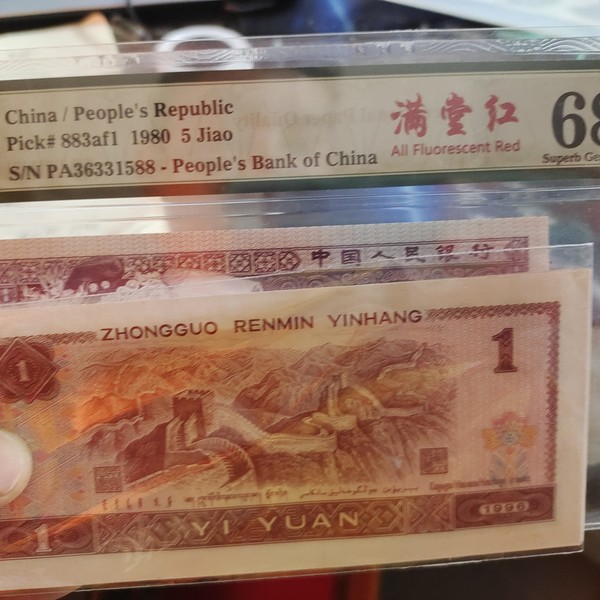 China / People's Republic
Pick# 883af1 1980 5 Jiao
S/N PA36331588 - People's Bank of China
满堂红
All Fluorescent Red
68
Superb Ge
中国人民银行
ZHONGGUO RENMIN YINHANG
1
1
YI YUAN
1996
1